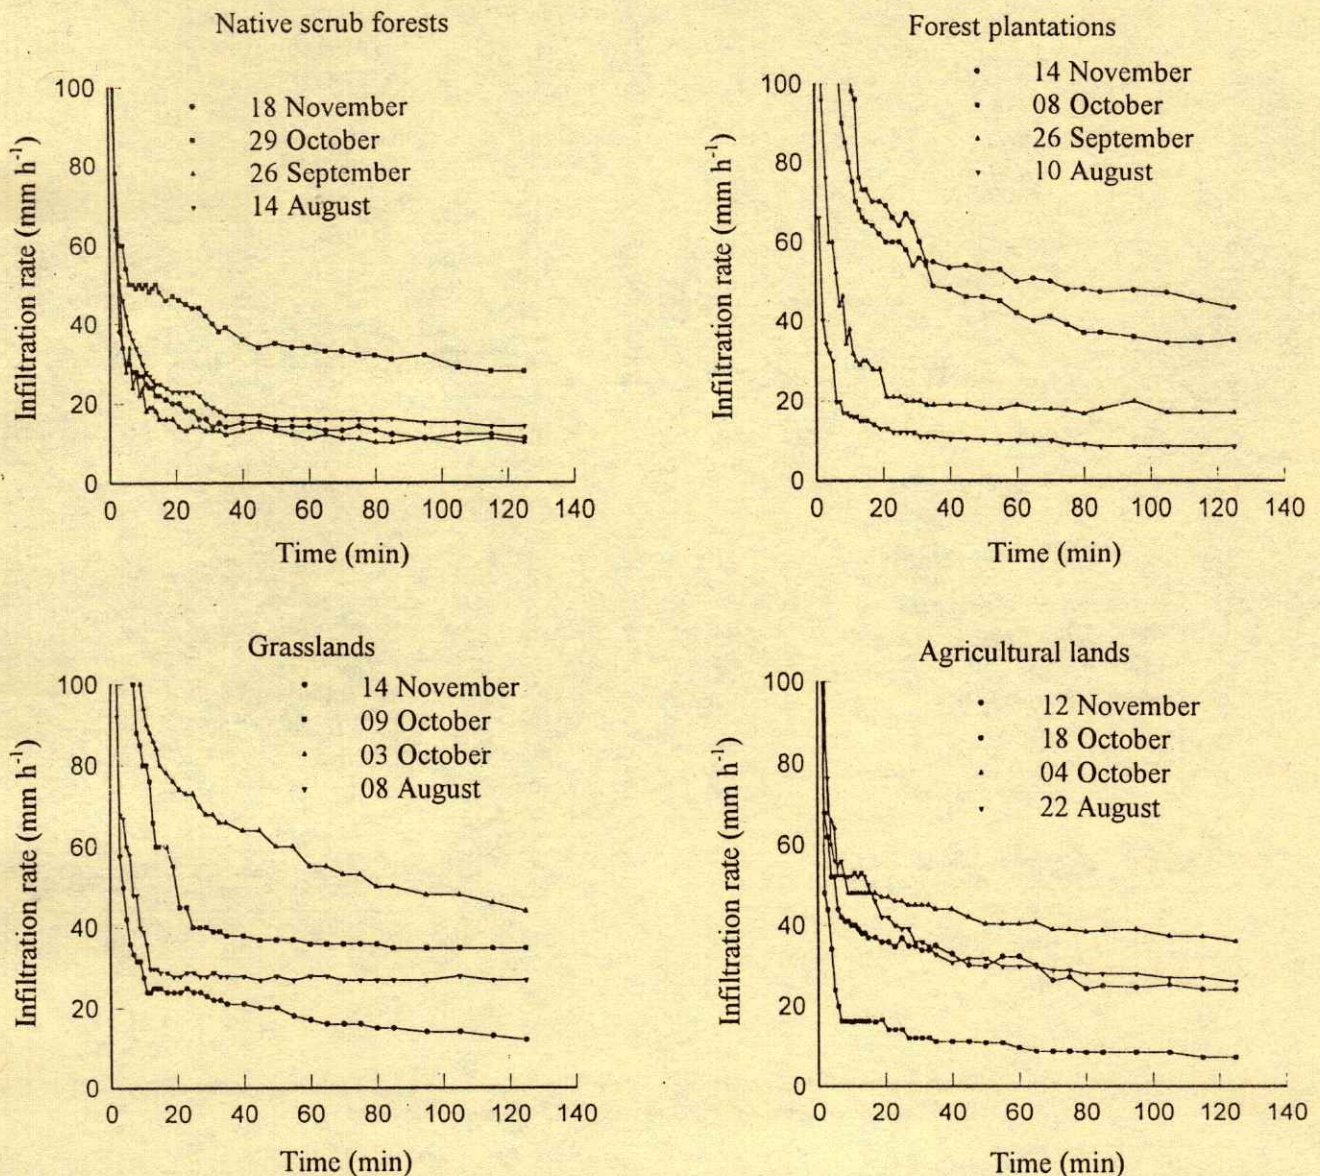 Native scrub forests
18 November
29 October
26 September
14 August
Infiltration rate (mm h⁻¹)
100
80
60
40
20
0
0 20 40 60 80 100 120 140
Time (min)
Forest plantations
14 November
08 October
26 September
10 August
Infiltration rate (mm h⁻¹)
100
80
60
40
20
0
0 20 40 60 80 100 120 140
Time (min)
Grasslands
14 November
09 October
03 October
08 August
Infiltration rate (mm h⁻¹)
100
80
60
40
20
0
0 20 40 60 80 100 120 140
Time (min)
Agricultural lands
12 November
18 October
04 October
22 August
Infiltration rate (mm h⁻¹)
100
80
60
40
20
0
0 20 40 60 80 100 120 140
Time (min)